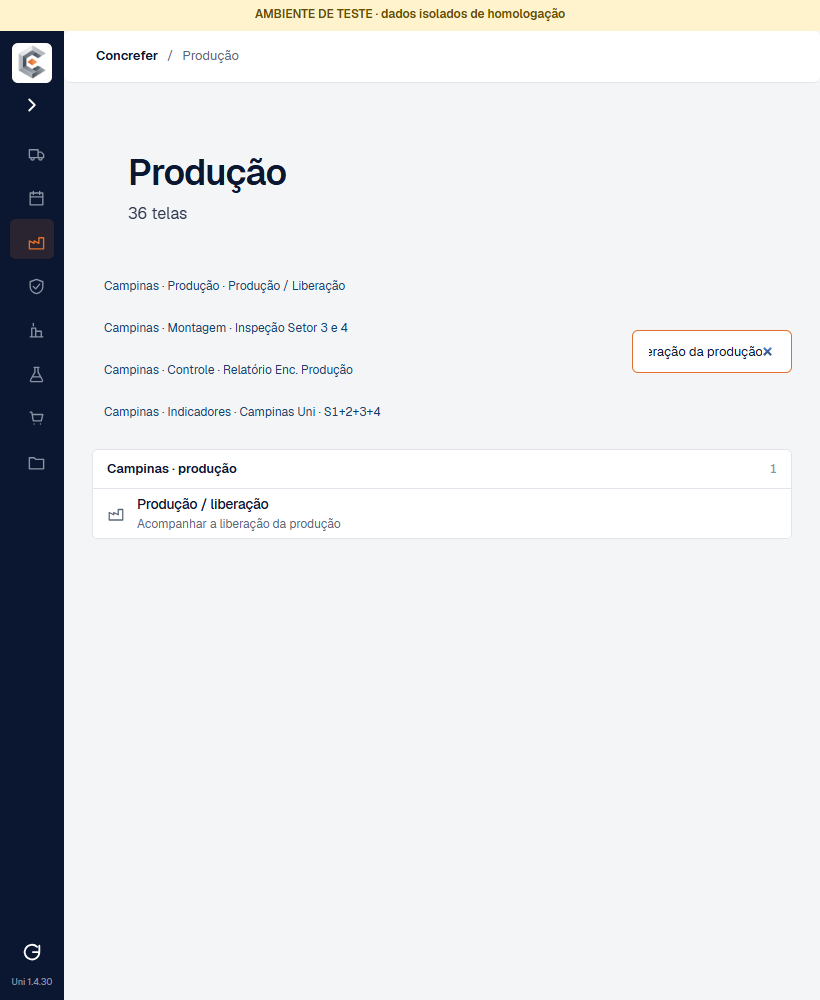 AMBIENTE DE TESTE · dados isolados de homologação
Concrefer / Produção
Produção
36 telas
Campinas · Produção · Produção / Liberação
Campinas · Montagem · Inspeção Setor 3 e 4
eração da produção
Campinas · Controle · Relatório Enc. Produção
Campinas · Indicadores · Campinas Uni · S1+2+3+4
Campinas · produção 1
Produção / liberação
Acompanhar a liberação da produção
Uni 1.4.30